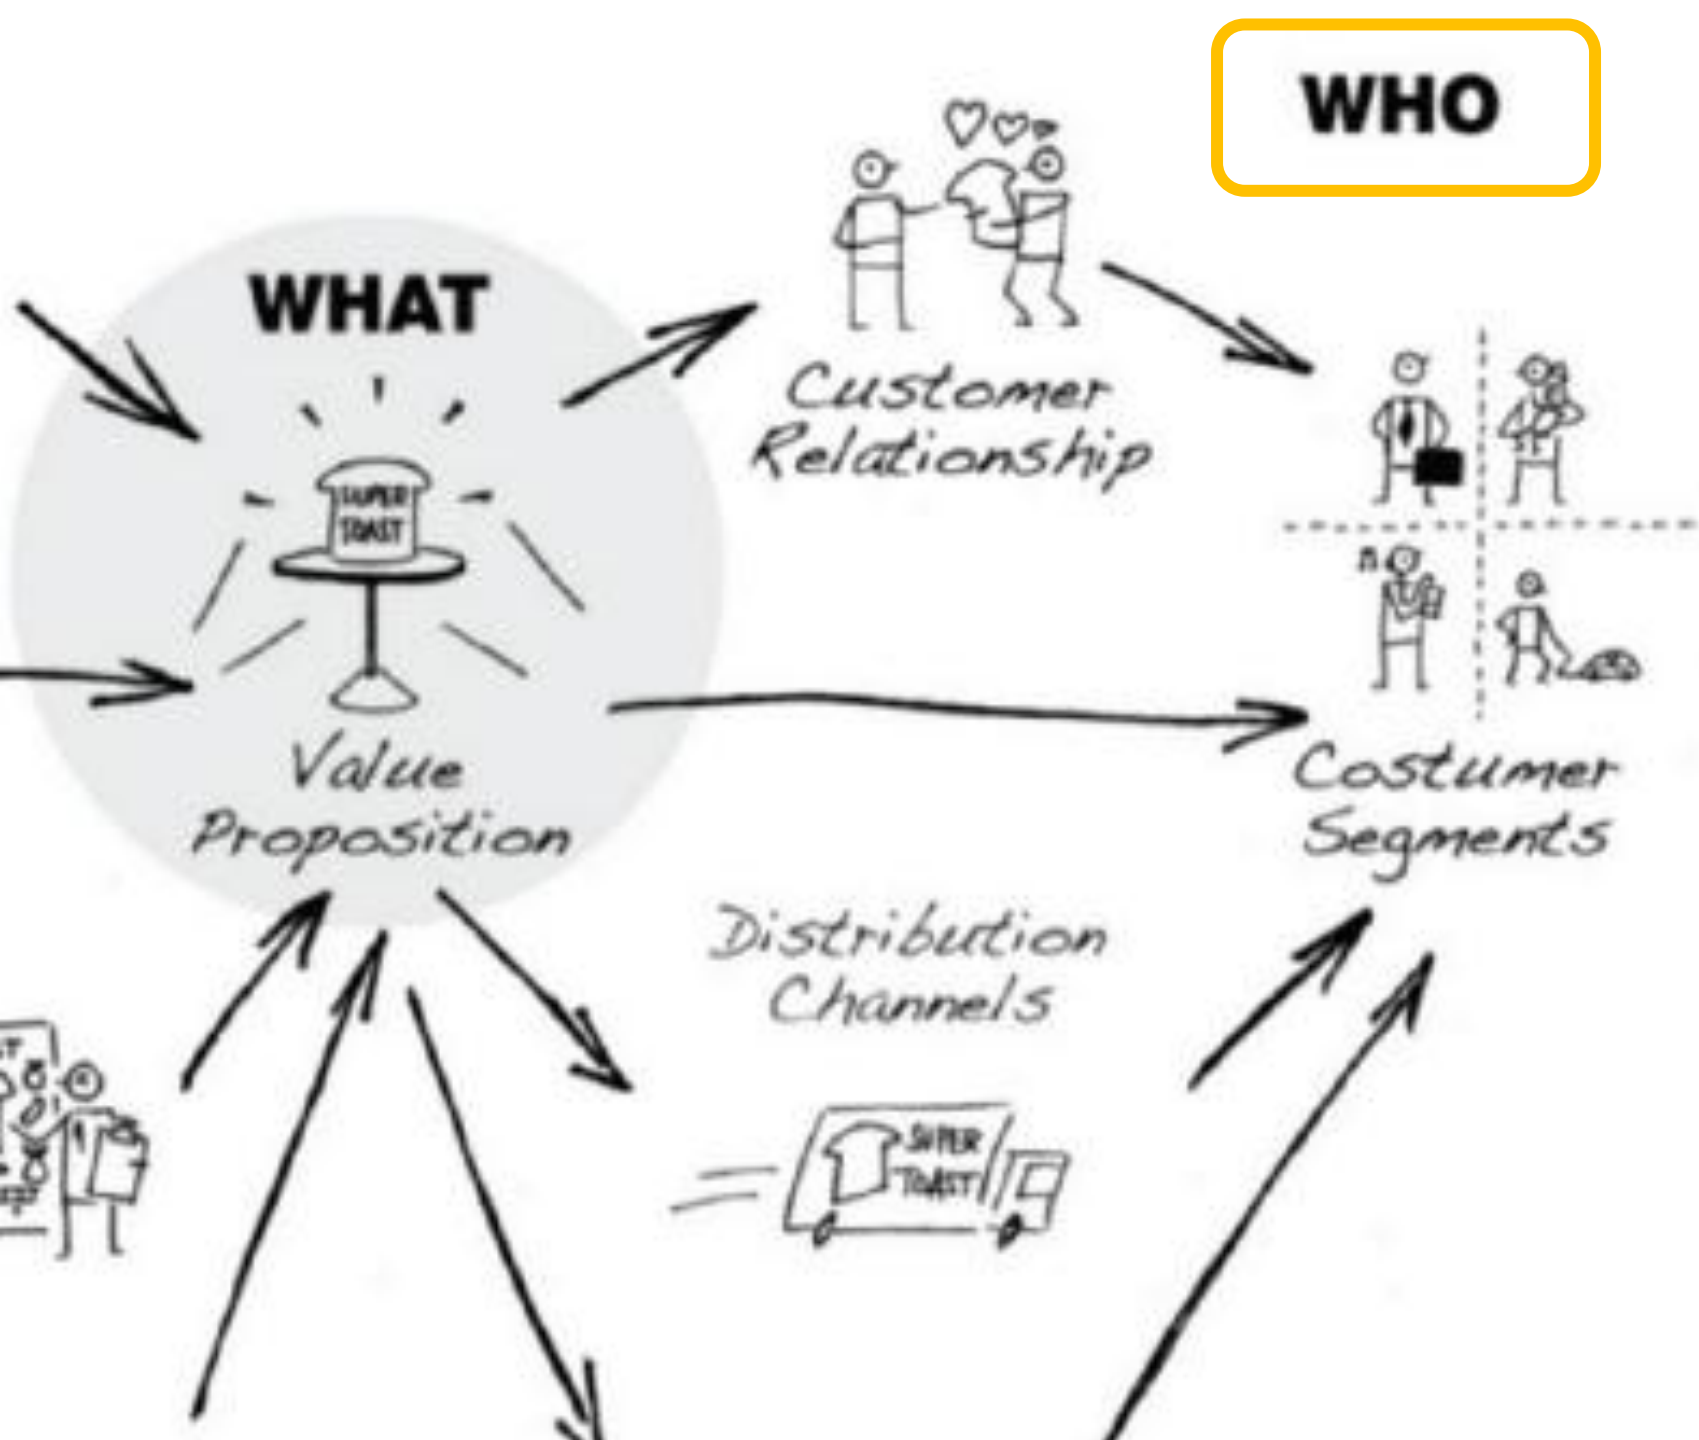 WHO
WHAT
SUPER
TOAST
Customer
Relationship
Value
Proposition
Costumer
Segments
Distribution
Channels
SUPER
TOAST